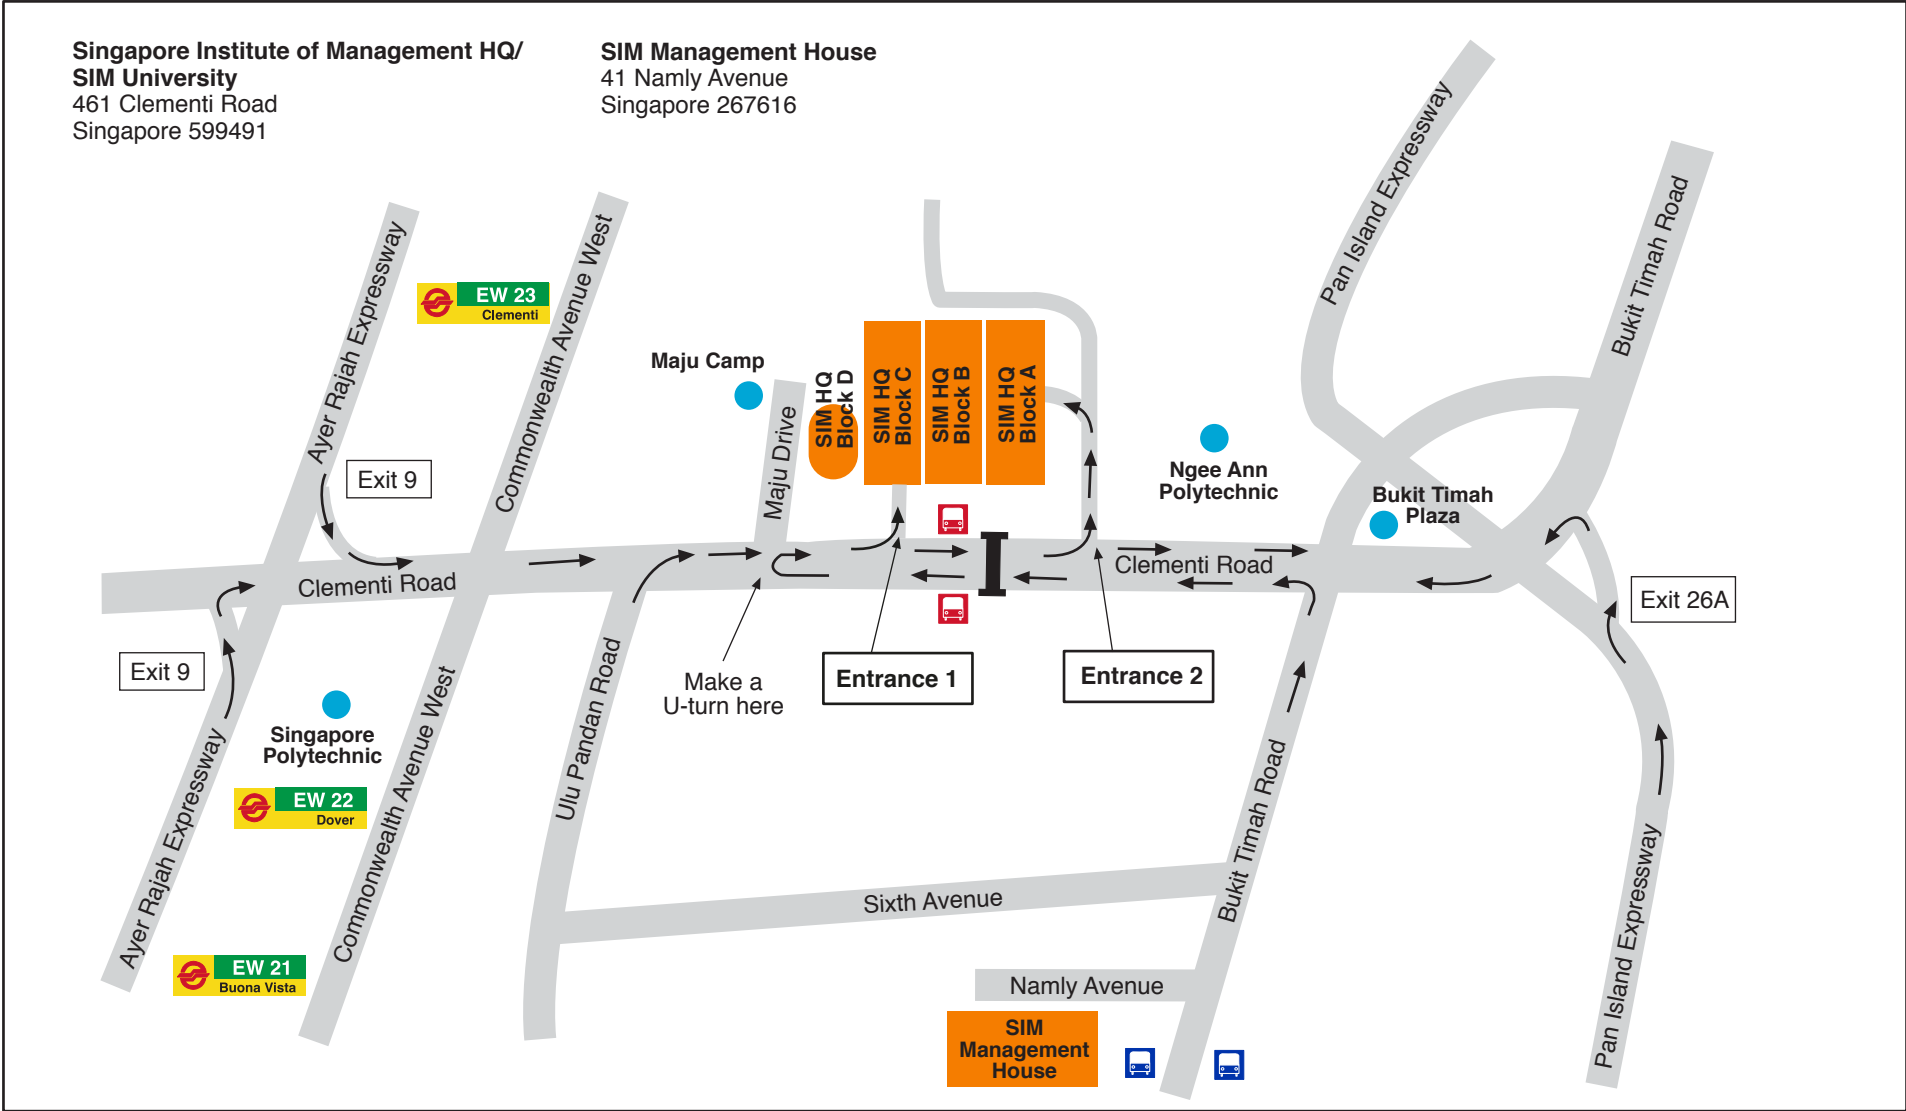 Singapore Institute of Management HQ/
SIM University
461 Clementi Road
Singapore 599491
SIM Management House
41 Namly Avenue
Singapore 267616
Pan Island Expressway
Bukit Timah Road
Ayer Rajah Expressway
Commonwealth Avenue West
EW 23
Clementi
Maju Camp
Maju Drive
SIM HQ
Block D
SIM HQ
Block C
SIM HQ
Block B
SIM HQ
Block A
Exit 9
Ngee Ann
Polytechnic
Bukit Timah
Plaza
Clementi Road
Clementi Road
Exit 26A
Exit 9
Make a
U-turn here
Entrance 1
Entrance 2
Singapore
Polytechnic
Ulu Pandan Road
EW 22
Dover
Ayer Rajah Expressway
Commonwealth Avenue West
Bukit Timah Road
Sixth Avenue
Pan Island Expressway
EW 21
Buona Vista
Namly Avenue
SIM
Management
House